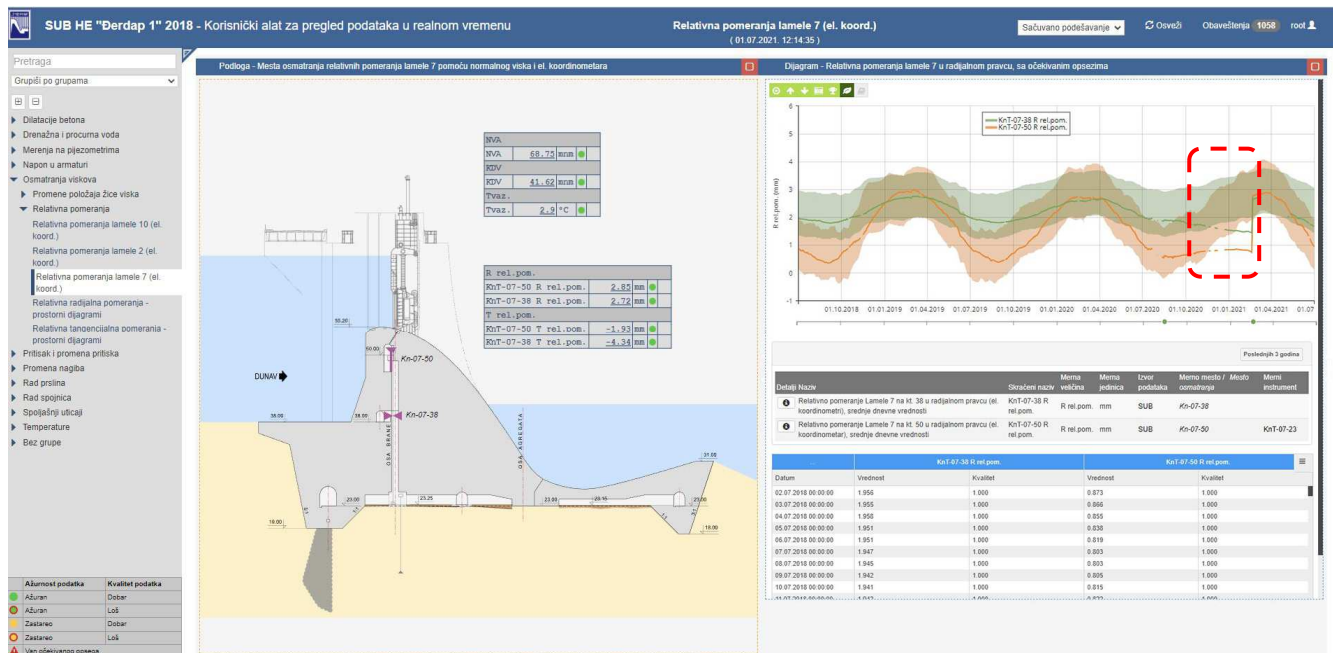 SUB HE "Đerdap 1" 2018 - Korisnički alat za pregled podataka u realnom vremenu
Relativna pomeranja lamele 7 (el. koord.)
( 01.07.2021. 12:14:35 )
Sačuvano podešavanje
Osveži
Obaveštenja 1058
root
Pretraga
Grupiši po grupama
Dilatacije betona
Drenažna i procurna voda
Merenja na pijezometrima
Napon u armaturi
Osmatranja viskova
Promene položaja žice viska
Relativna pomeranja
Relativna pomeranja lamele 10 (el.
koord.)
Relativna pomeranja lamele 2 (el.
koord.)
Relativna pomeranja lamele 7 (el.
koord.)
Relativna radijalna pomeranja -
prostorni dijagrami
Relativna tangencijalna pomeranja -
prostorni dijagrami
Pritisak i promena pritiska
Promena nagiba
Rad prslina
Rad spojnica
Spoljašnji uticaji
Temperature
Bez grupe
Ažurnost podatka Kvalitet podatka
Ažuran Dobar
Ažuran Loš
Zastareo Dobar
Zastareo Loš
Van očekivanog opsega
Podloga - Mesta osmatranja relativnih pomeranja lamele 7 pomoću normalnog viska i el. koordinometara
NVA
NVA 68.75 mnm
KDV
KDV 41.62 mnm
Tvaz.
Tvaz. 2.9 °C
R rel.pom.
KnT-07-50 R rel.pom. 2.85 mm
KnT-07-38 R rel.pom. 2.72 mm
T rel.pom.
KnT-07-50 T rel.pom. -1.93 mm
KnT-07-38 T rel.pom. -4.34 mm
50.20
50.00
Kn-07-50
DUNAV
38.00
38.00
Kn-07-38
OSA BRANE
OSA AGREGATA
31.05
23.00
23.25
23.00
23.15
23.00
19.00
18.00
Dijagram - Relativna pomeranja lamele 7 u radijalnom pravcu, sa očekivanim opsezima
KnT-07-38 R rel.pom.
KnT-07-50 R rel.pom.
R rel.pom. (mm)
6
5
4
3
2
1
0
-1
01.10.2018 01.01.2019 01.04.2019 01.07.2019 01.10.2019 01.01.2020 01.04.2020 01.07.2020 01.10.2020 01.01.2021 01.04.2021 01.07
Poslednjih 3 godina
Detalji Naziv Skraćeni naziv Merna veličina Merna jedinica Izvor podataka Merno mesto / Mesto osmatranja Merni instrument
Relativno pomeranje Lamele 7 na kt. 38 u radijalnom pravcu (el.
koordinometri), srednje dnevne vrednosti
KnT-07-38 R
rel.pom.
R rel.pom. mm SUB Kn-07-38
Relativno pomeranje Lamele 7 na kt. 50 u radijalnom pravcu (el.
koordinometar), srednje dnevne vrednosti
KnT-07-50 R
rel.pom.
R rel.pom. mm SUB Kn-07-50 KnT-07-23
KnT-07-38 R rel.pom. KnT-07-50 R rel.pom.
Datum Vrednost Kvalitet Vrednost Kvalitet
02.07.2018 00:00:00 1.956 1.000 0.873 1.000
03.07.2018 00:00:00 1.955 1.000 0.866 1.000
04.07.2018 00:00:00 1.958 1.000 0.855 1.000
05.07.2018 00:00:00 1.951 1.000 0.838 1.000
06.07.2018 00:00:00 1.951 1.000 0.819 1.000
07.07.2018 00:00:00 1.947 1.000 0.803 1.000
08.07.2018 00:00:00 1.945 1.000 0.803 1.000
09.07.2018 00:00:00 1.942 1.000 0.805 1.000
10.07.2018 00:00:00 1.941 1.000 0.815 1.000